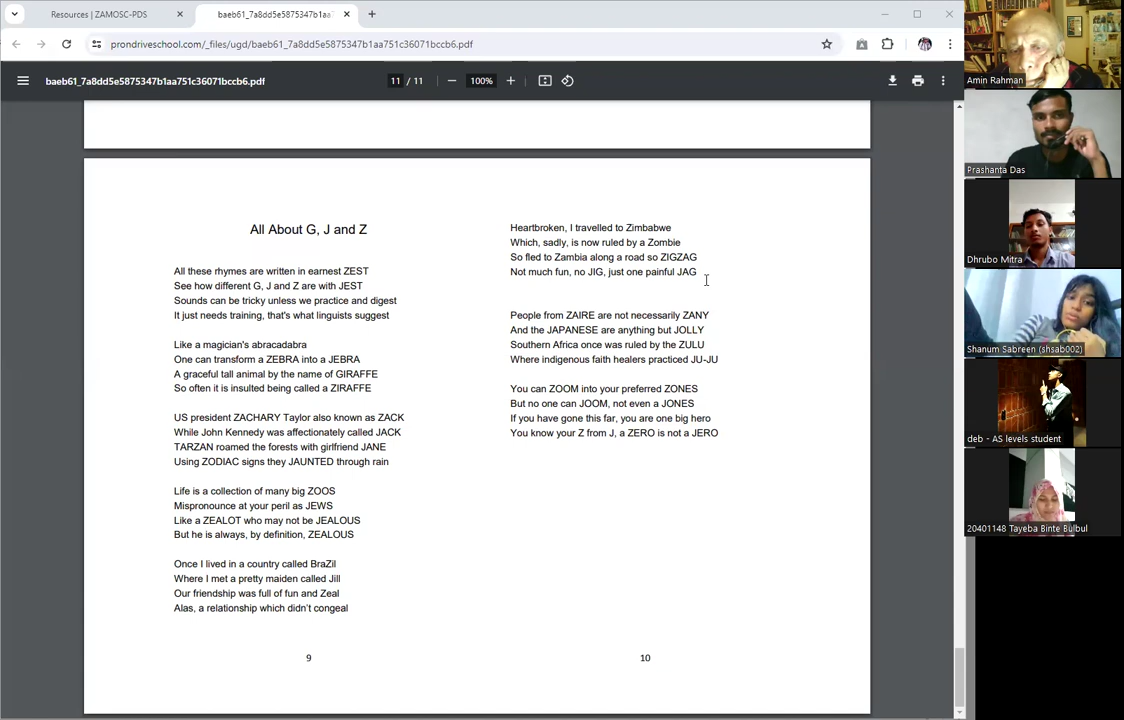 Resources | ZAMOSC-PDS
baeb61_7a8dd5e5875347b1aa7
prondriveschool.com/_files/ugd/baeb61_7a8dd5e5875347b1aa751c36071bccb6.pdf
baeb61_7a8dd5e5875347b1aa751c36071bccb6.pdf
11 / 11
100%
All About G, J and Z
All these rhymes are written in earnest ZEST
See how different G, J and Z are with JEST
Sounds can be tricky unless we practice and digest
It just needs training, that's what linguists suggest
Like a magician's abracadabra
One can transform a ZEBRA into a JEBRA
A graceful tall animal by the name of GIRAFFE
So often it is insulted being called a ZIRAFFE
US president ZACHARY Taylor also known as ZACK
While John Kennedy was affectionately called JACK
TARZAN roamed the forests with girlfriend JANE
Using ZODIAC signs they JAUNTED through rain
Life is a collection of many big ZOOS
Mispronounce at your peril as JEWS
Like a ZEALOT who may not be JEALOUS
But he is always, by definition, ZEALOUS
Once I lived in a country called BraZil
Where I met a pretty maiden called Jill
Our friendship was full of fun and Zeal
Alas, a relationship which didn't congeal
9
Heartbroken, I travelled to Zimbabwe
Which, sadly, is now ruled by a Zombie
So fled to Zambia along a road so ZIGZAG
Not much fun, no JIG, just one painful JAG
People from ZAIRE are not necessarily ZANY
And the JAPANESE are anything but JOLLY
Southern Africa once was ruled by the ZULU
Where indigenous faith healers practiced JU-JU
You can ZOOM into your preferred ZONES
But no one can JOOM, not even a JONES
If you have gone this far, you are one big hero
You know your Z from J, a ZERO is not a JERO
10
Amin Rahman
Prashanta Das
Dhrubo Mitra
Shanum Sabreen (shsab002)
deb - AS levels student
20401148 Tayeba Binte Bulbul